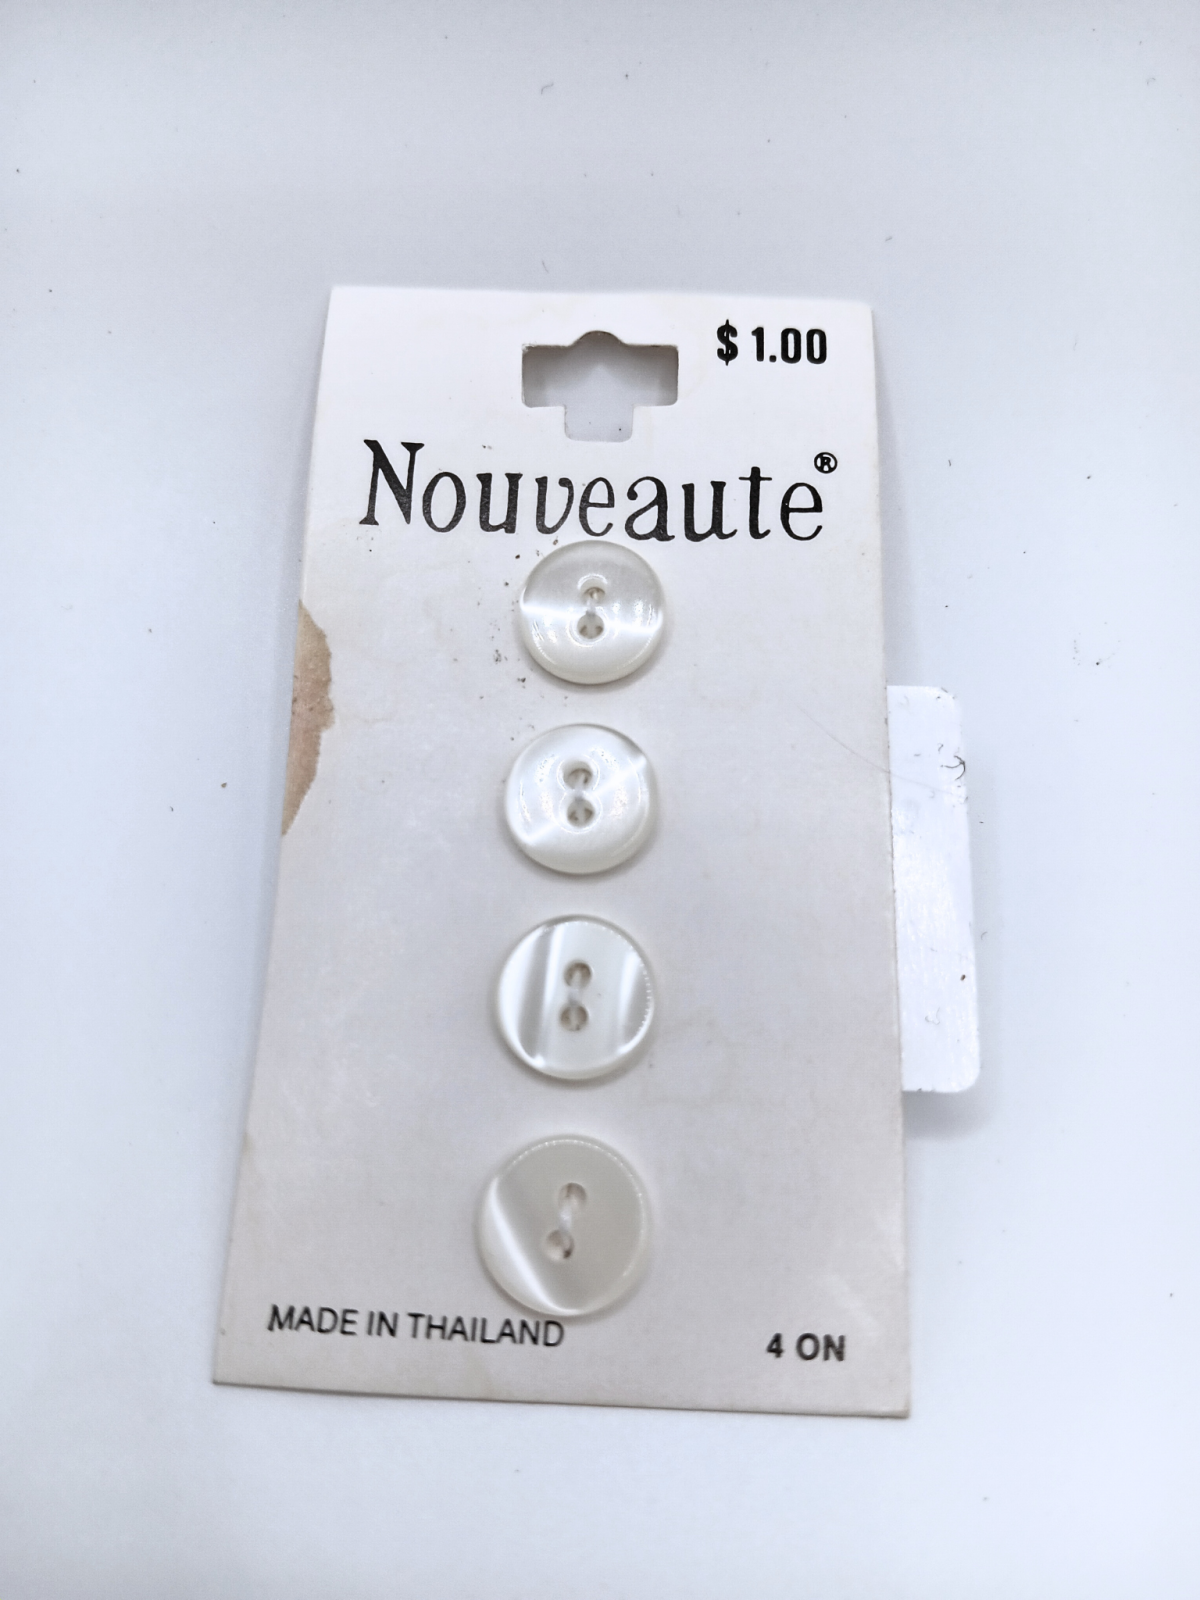 $ 1.00
Nouveaute®
MADE IN THAILAND
4 ON